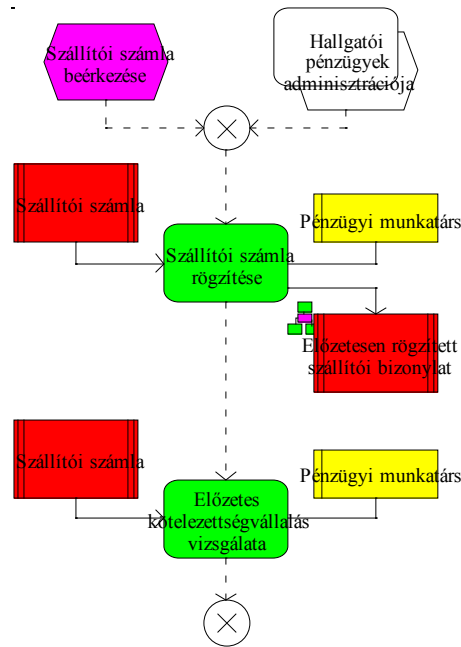 Szállítói számla
beérkezése
Hallgatói
pénzügyek
adminisztrációja
Szállítói számla
Szállítói számla
rögzítése
Pénzügyi munkatárs
Előzetesen rögzített
szállítói bizonylat
Szállítói számla
Előzetes
kötelezettségvállalás
vizsgálata
Pénzügyi munkatárs